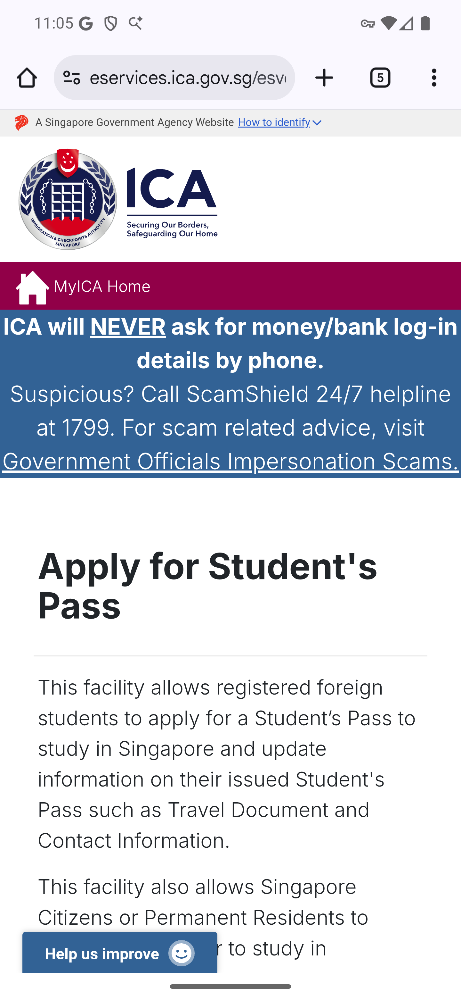 11:05
eservices.ica.gov.sg/esv
5
A Singapore Government Agency Website How to identify
IMMIGRATION & CHECKPOINTS AUTHORITY
SINGAPORE
ICA
Securing Our Borders,
Safeguarding Our Home
MyICA Home
ICA will NEVER ask for money/bank log-in
details by phone.
Suspicious? Call ScamShield 24/7 helpline
at 1799. For scam related advice, visit
Government Officials Impersonation Scams.
Apply for Student's
Pass
This facility allows registered foreign
students to apply for a Student’s Pass to
study in Singapore and update
information on their issued Student's
Pass such as Travel Document and
Contact Information.
This facility also allows Singapore
Citizens or Permanent Residents to
to study in
Help us improve